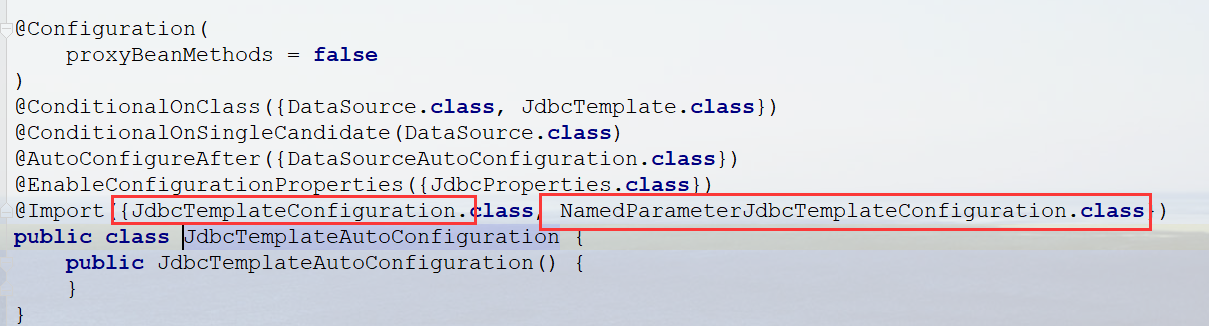 @Configuration(
    proxyBeanMethods = false
)
@ConditionalOnClass({DataSource.class, JdbcTemplate.class})
@ConditionalOnSingleCandidate(DataSource.class)
@AutoConfigureAfter({DataSourceAutoConfiguration.class})
@EnableConfigurationProperties({JdbcProperties.class})
@Import({JdbcTemplateConfiguration.class, NamedParameterJdbcTemplateConfiguration.class})
public class JdbcTemplateAutoConfiguration {
    public JdbcTemplateAutoConfiguration() {
    }
}